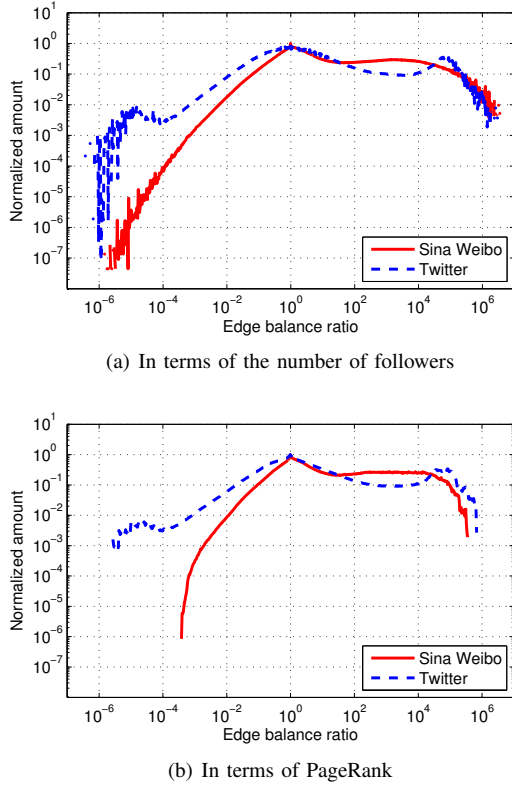 10^1
10^0
10^-1
10^-2
10^-3
10^-4
10^-5
10^-6
10^-7
Normalized amount
Sina Weibo
Twitter
10^-6 10^-4 10^-2 10^0 10^2 10^4 10^6
Edge balance ratio
(a) In terms of the number of followers
10^1
10^0
10^-1
10^-2
10^-3
10^-4
10^-5
10^-6
10^-7
Normalized amount
Sina Weibo
Twitter
10^-6 10^-4 10^-2 10^0 10^2 10^4 10^6
Edge balance ratio
(b) In terms of PageRank